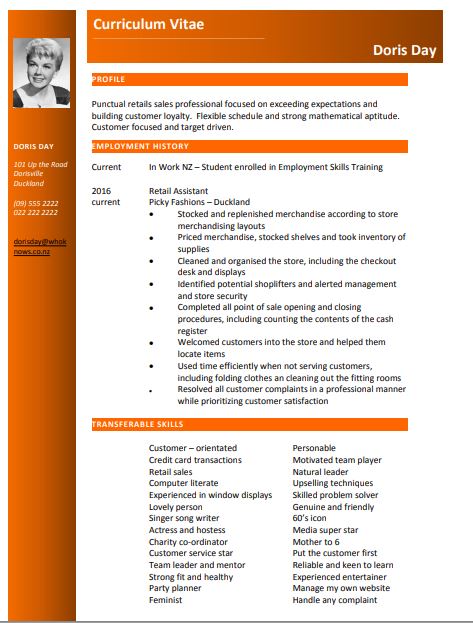 Curriculum Vitae
Doris Day
DORIS DAY
101 Up the Road
Dorisville
Duckland
(09) 555 2222
022 222 2222
dorisday@whok
nows.co.nz
PROFILE
Punctual retails sales professional focused on exceeding expectations and
building customer loyalty. Flexible schedule and strong mathematical aptitude.
Customer focused and target driven.
EMPLOYMENT HISTORY
Current In Work NZ – Student enrolled in Employment Skills Training
2016 Retail Assistant
current Picky Fashions – Duckland
• Stocked and replenished merchandise according to store
merchandising layouts
• Priced merchandise, stocked shelves and took inventory of
supplies
• Cleaned and organised the store, including the checkout
desk and displays
• Identified potential shoplifters and alerted management
and store security
• Completed all point of sale opening and closing
procedures, including counting the contents of the cash
register
• Welcomed customers into the store and helped them
locate items
• Used time efficiently when not serving customers,
including folding clothes an cleaning out the fitting rooms
• Resolved all customer complaints in a professional manner
while prioritizing customer satisfaction
TRANSFERABLE SKILLS
Customer – orientated Personable
Credit card transactions Motivated team player
Retail sales Natural leader
Computer literate Upselling techniques
Experienced in window displays Skilled problem solver
Lovely person Genuine and friendly
Singer song writer 60's icon
Actress and hostess Media super star
Charity co-ordinator Mother to 6
Customer service star Put the customer first
Team leader and mentor Reliable and keen to learn
Strong fit and healthy Experienced entertainer
Party planner Manage my own website
Feminist Handle any complaint